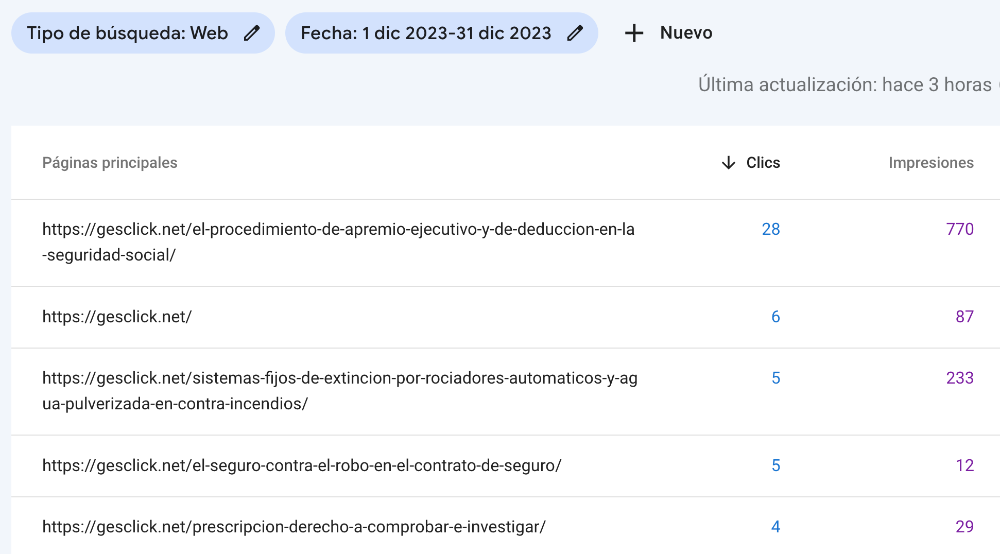 Tipo de búsqueda: Web
Fecha: 1 dic 2023-31 dic 2023
Nuevo
Última actualización: hace 3 horas
Páginas principales
Clics
Impresiones
https://gesclick.net/el-procedimiento-de-apremio-ejecutivo-y-de-deduccion-en-la
-seguridad-social/
28
770
https://gesclick.net/
6
87
https://gesclick.net/sistemas-fijos-de-extincion-por-rociadores-automaticos-y-ag
ua-pulverizada-en-contra-incendios/
5
233
https://gesclick.net/el-seguro-contra-el-robo-en-el-contrato-de-seguro/
5
12
https://gesclick.net/prescripcion-derecho-a-comprobar-e-investigar/
4
29